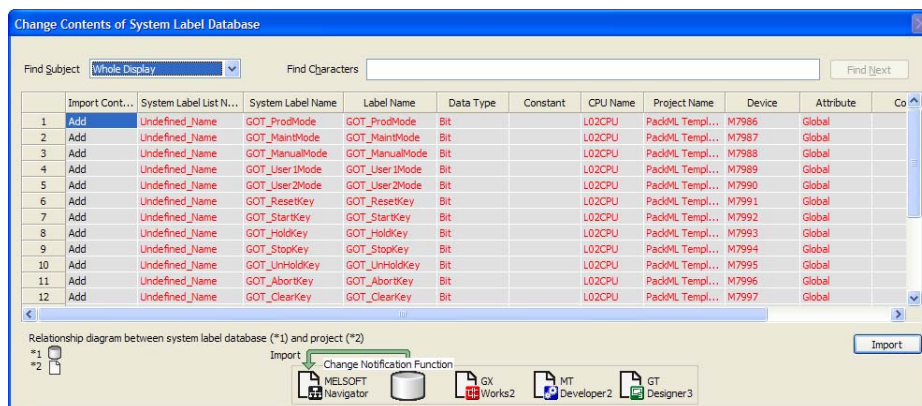 Change Contents of System Label Database
Find Subject Whole Display Find Characters Find Next
Import Cont... System Label List N... System Label Name Label Name Data Type Constant CPU Name Project Name Device Attribute Co
1 Add Undefined_Name GOT_ProdMode GOT_ProdMode Bit L02CPU PackML Templ... M7986 Global
2 Add Undefined_Name GOT_MaintMode GOT_MaintMode Bit L02CPU PackML Templ... M7987 Global
3 Add Undefined_Name GOT_ManualMode GOT_ManualMode Bit L02CPU PackML Templ... M7988 Global
4 Add Undefined_Name GOT_User1Mode GOT_User1Mode Bit L02CPU PackML Templ... M7989 Global
5 Add Undefined_Name GOT_User2Mode GOT_User2Mode Bit L02CPU PackML Templ... M7990 Global
6 Add Undefined_Name GOT_ResetKey GOT_ResetKey Bit L02CPU PackML Templ... M7991 Global
7 Add Undefined_Name GOT_StartKey GOT_StartKey Bit L02CPU PackML Templ... M7992 Global
8 Add Undefined_Name GOT_HoldKey GOT_HoldKey Bit L02CPU PackML Templ... M7993 Global
9 Add Undefined_Name GOT_StopKey GOT_StopKey Bit L02CPU PackML Templ... M7994 Global
10 Add Undefined_Name GOT_UnHoldKey GOT_UnHoldKey Bit L02CPU PackML Templ... M7995 Global
11 Add Undefined_Name GOT_AbortKey GOT_AbortKey Bit L02CPU PackML Templ... M7996 Global
12 Add Undefined_Name GOT_ClearKey GOT_ClearKey Bit L02CPU PackML Templ... M7997 Global
Relationship diagram between system label database (*1) and project (*2)
Import
*1
*2
Import
Change Notification Function
MELSOFT Navigator
GX Works2
MT Developer2
GT Designer3